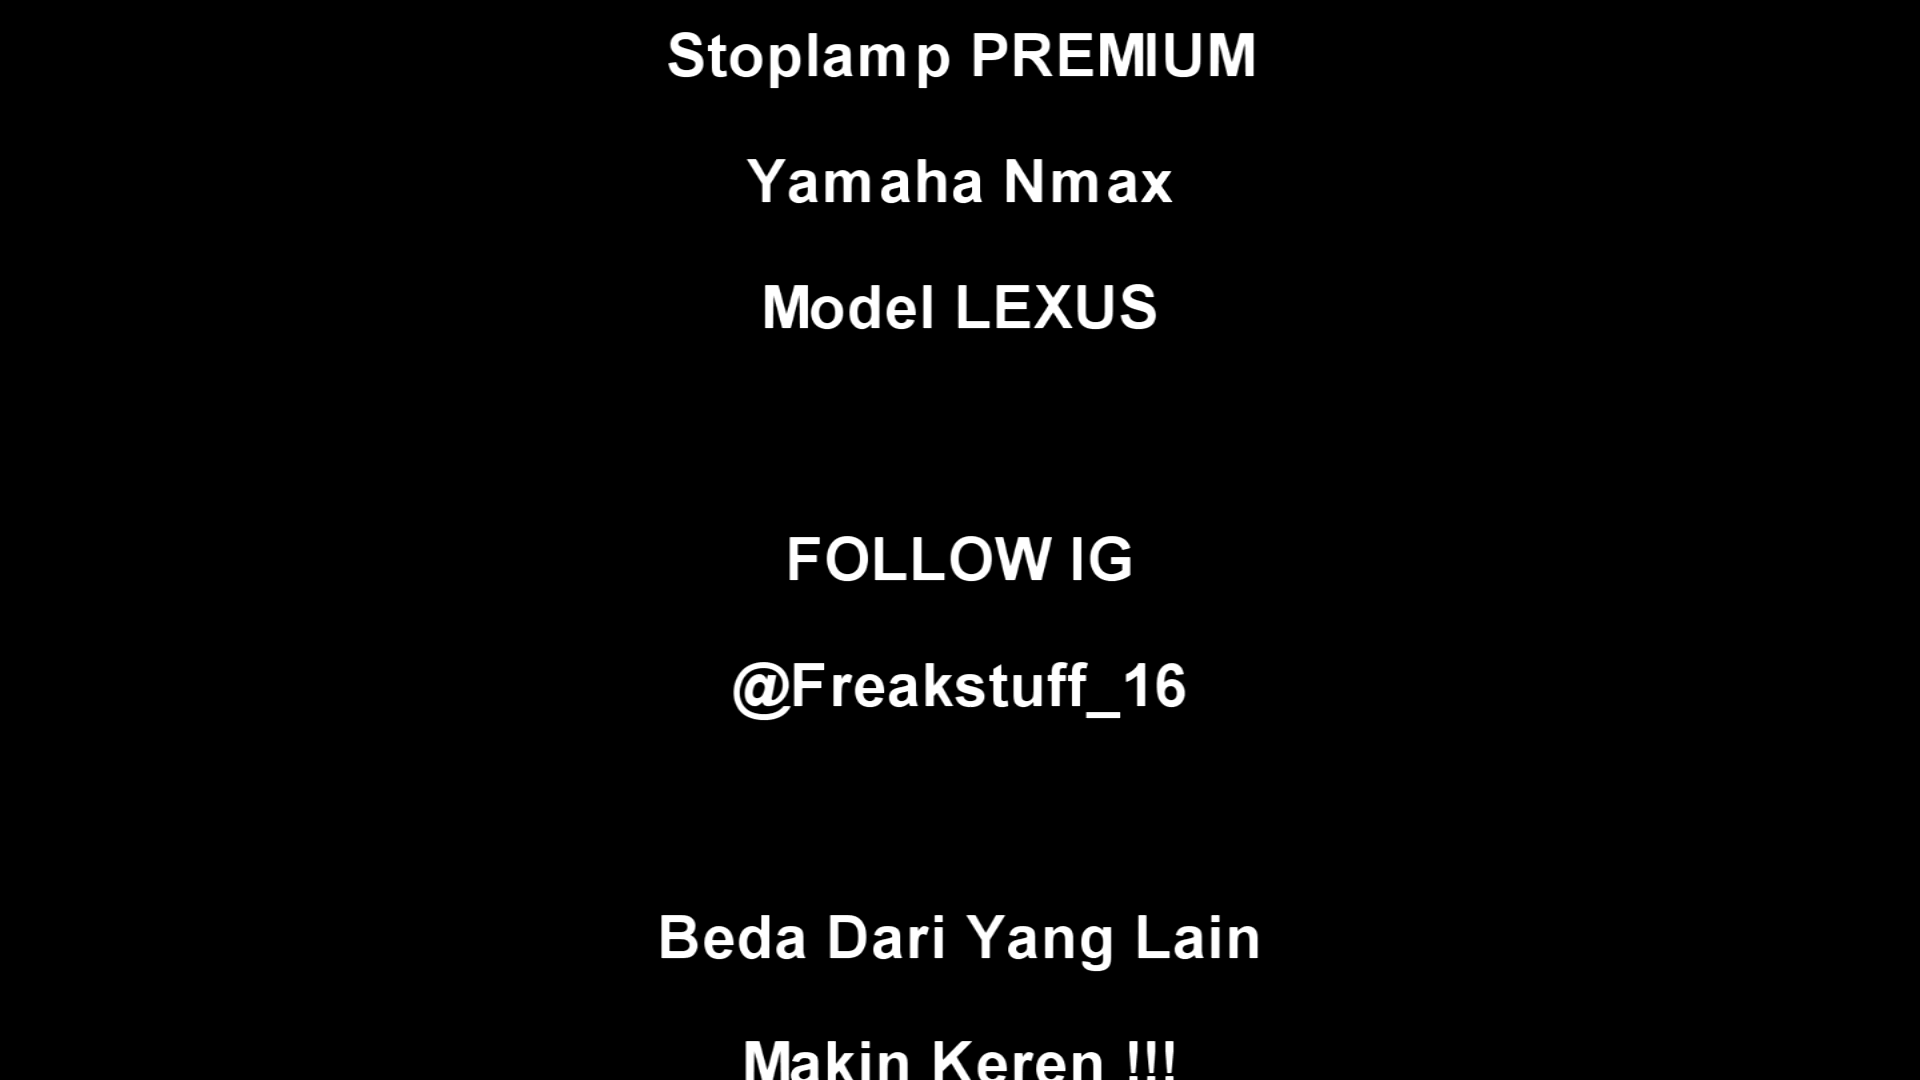 Stoplamp PREMIUM
Yamaha Nmax
Model LEXUS
FOLLOW IG
@Freakstuff_16
Beda Dari Yang Lain
Makin Keren !!!